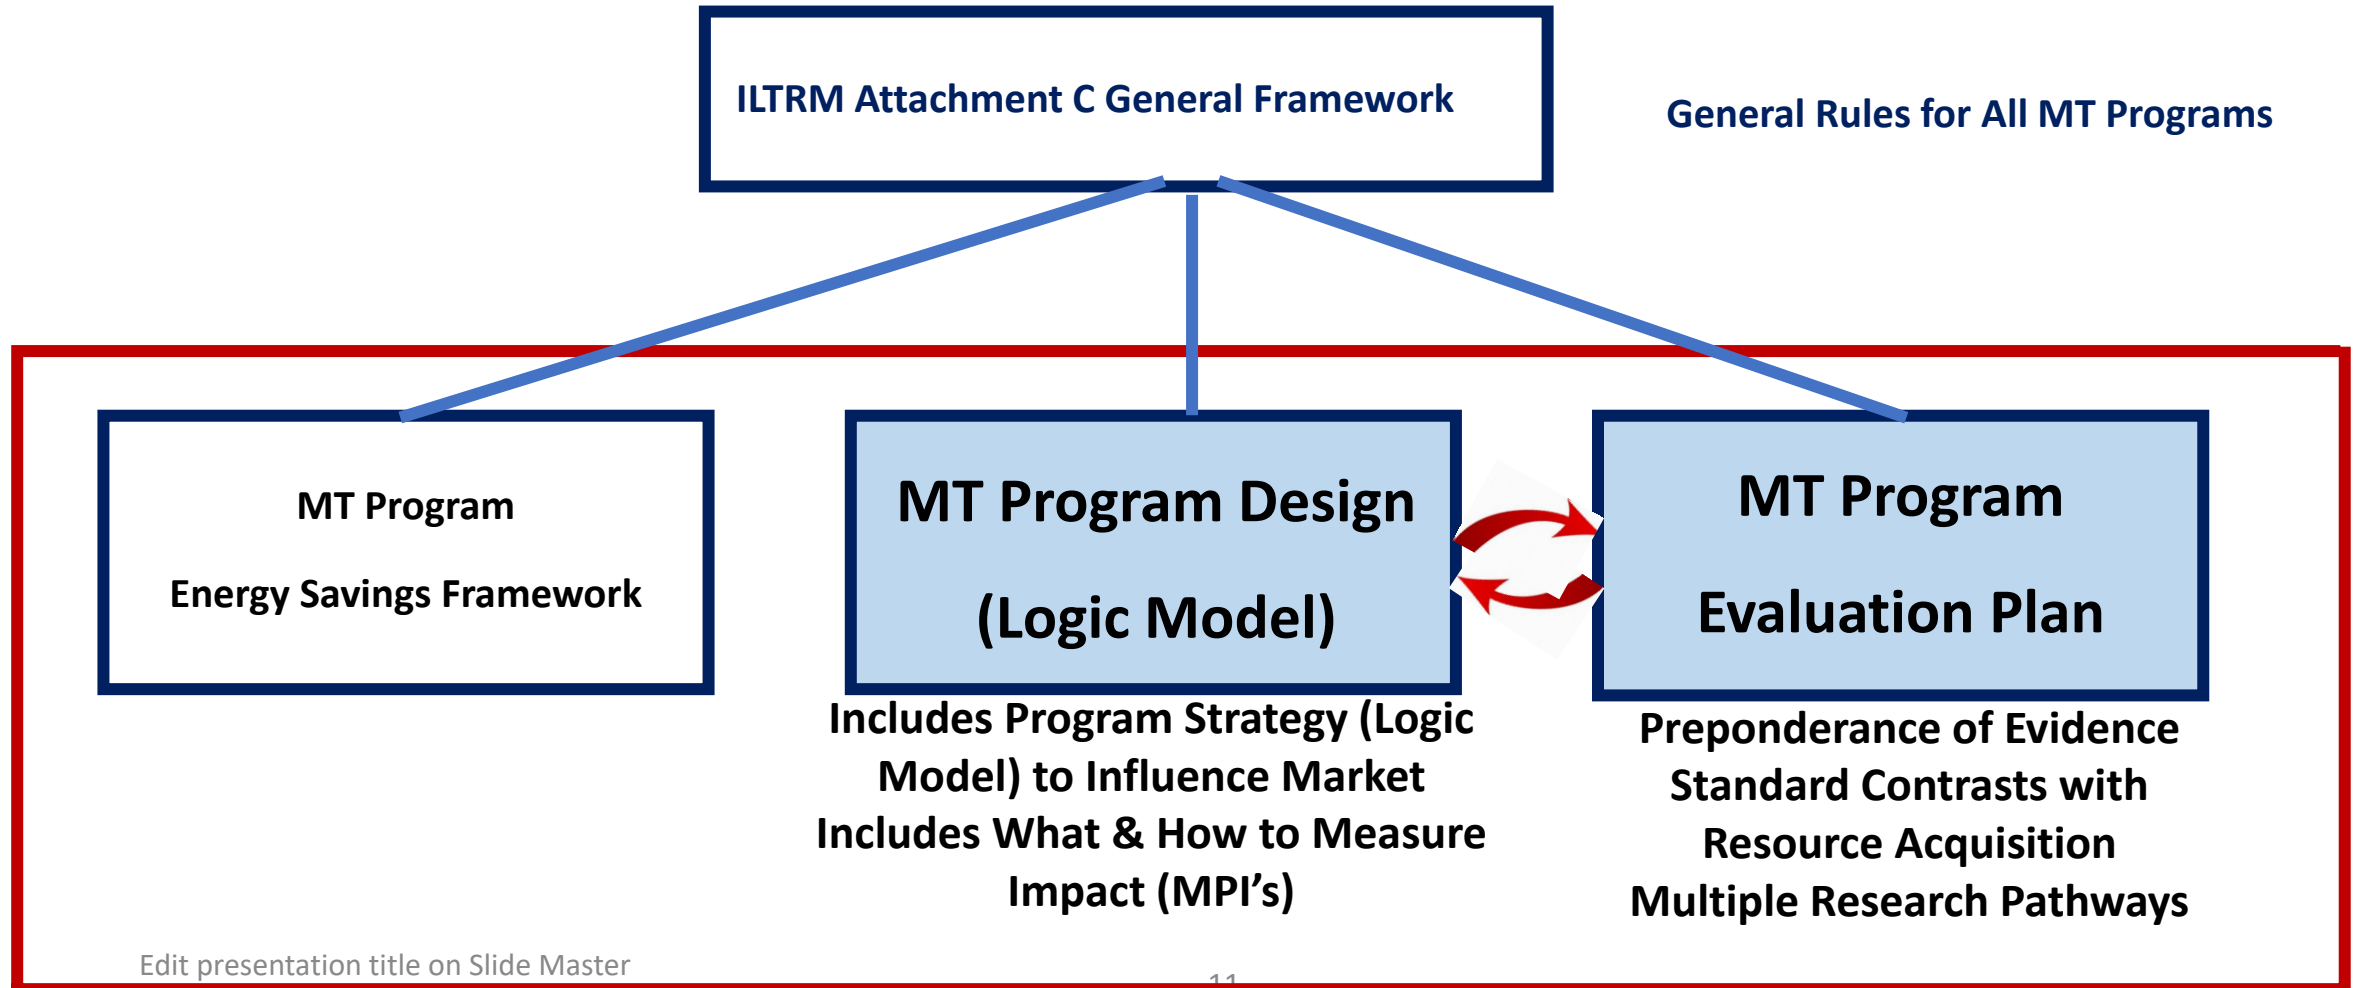 ILTRM Attachment C General Framework
General Rules for All MT Programs
MT Program
Energy Savings Framework
MT Program Design
(Logic Model)
MT Program
Evaluation Plan
Includes Program Strategy (Logic
Model) to Influence Market
Includes What & How to Measure
Impact (MPI’s)
Preponderance of Evidence
Standard Contrasts with
Resource Acquisition
Multiple Research Pathways
Edit presentation title on Slide Master
11